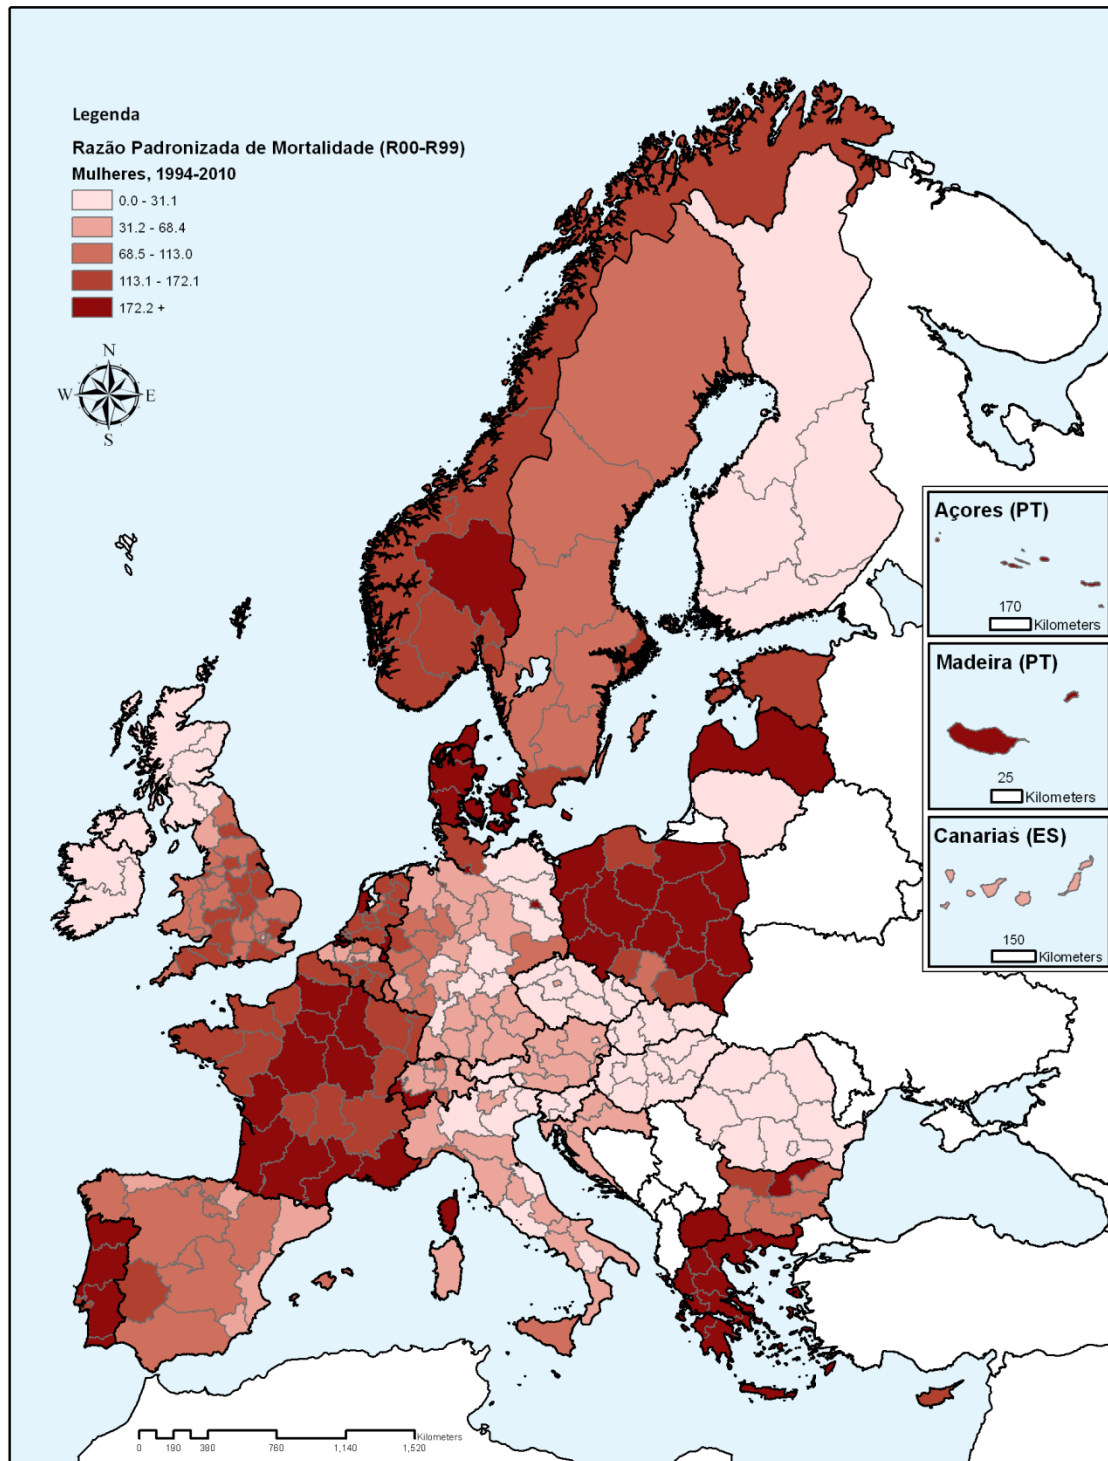 Legenda
Razão Padronizada de Mortalidade (R00-R99)
Mulheres, 1994-2010
0.0 - 31.1
31.2 - 68.4
68.5 - 113.0
113.1 - 172.1
172.2 +
N
W E
S
Açores (PT)
170
Kilometers
Madeira (PT)
25
Kilometers
Canarias (ES)
150
Kilometers
Kilometers
0 190 380 760 1,140 1,520